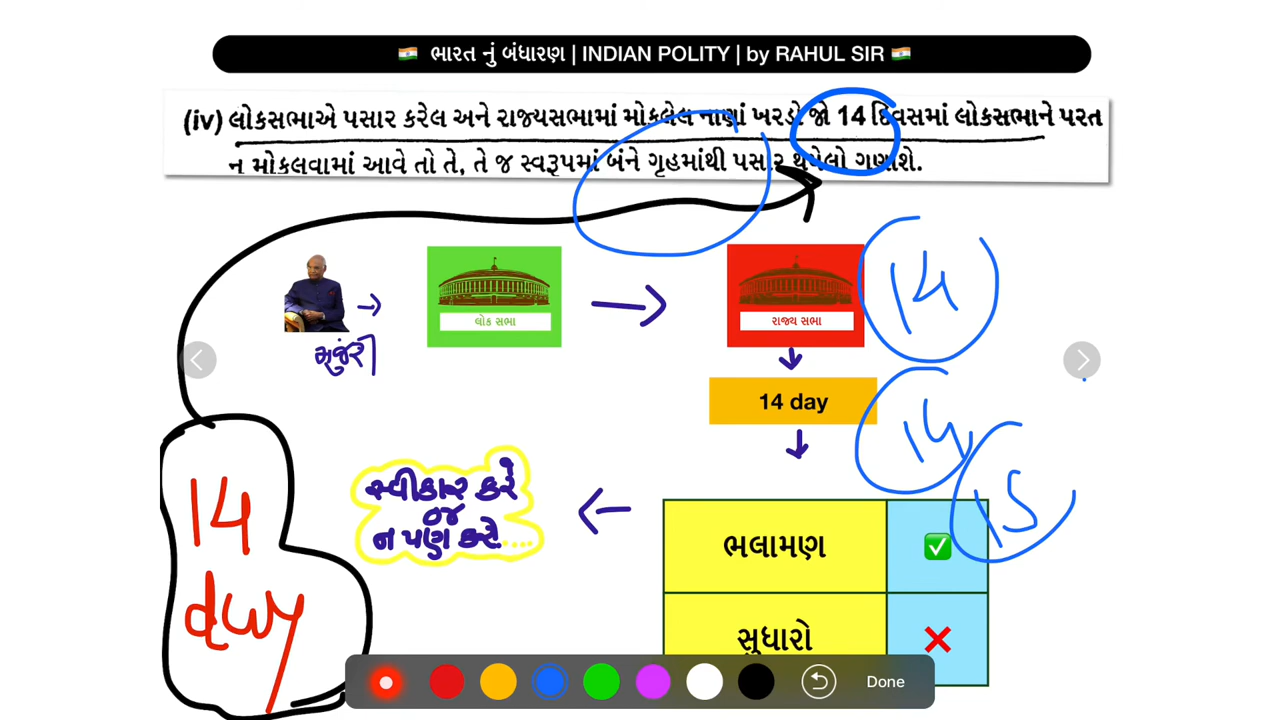 🇮🇳 ભારત નું બંધારણ | INDIAN POLITY | by RAHUL SIR 🇮🇳
(iv) લોકસભાએ પસાર કરેલ અને રાજ્યસભામાં મોકલેલ નાણાં ખરડો જો 14 દિવસમાં લોકસભાને પરત
ન મોકલવામાં આવે તો તે, તે જ સ્વરૂપમાં બંને ગૃહમાંથી પસાર થયેલો ગણાશે.
લોક સભા
રાજ્ય સભા
14
મંજૂરી
14 day
14
15
સ્વીકાર કરે
જ
ન પણ કરે....
ભલામણ ✅
સુધારો ❌
14
day
Done